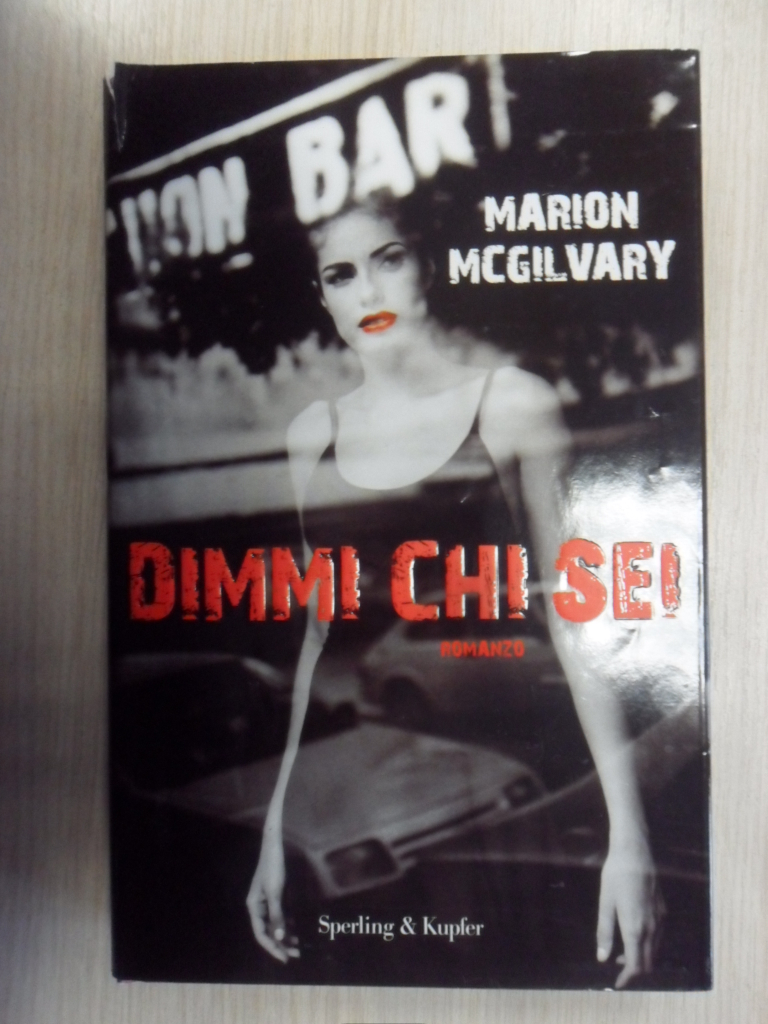 BAR
MARION
MCGILVARY
DIMMI CHI SEI
ROMANZO
Sperling & Kupfer